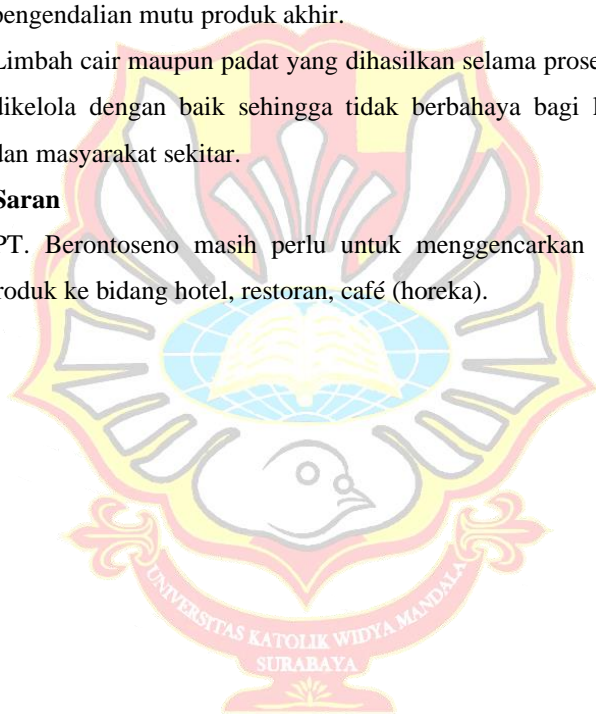 pengendalian mutu produk akhir.
Limbah cair maupun padat yang dihasilkan selama prose
dikelola dengan baik sehingga tidak berbahaya bagi
dan masyarakat sekitar.
Saran
PT. Berontoseno masih perlu untuk menggencarkan
roduk ke bidang hotel, restoran, café (horeka).
UNIVERSITAS KATOLIK WIDYA MANDALA
SURABAYA